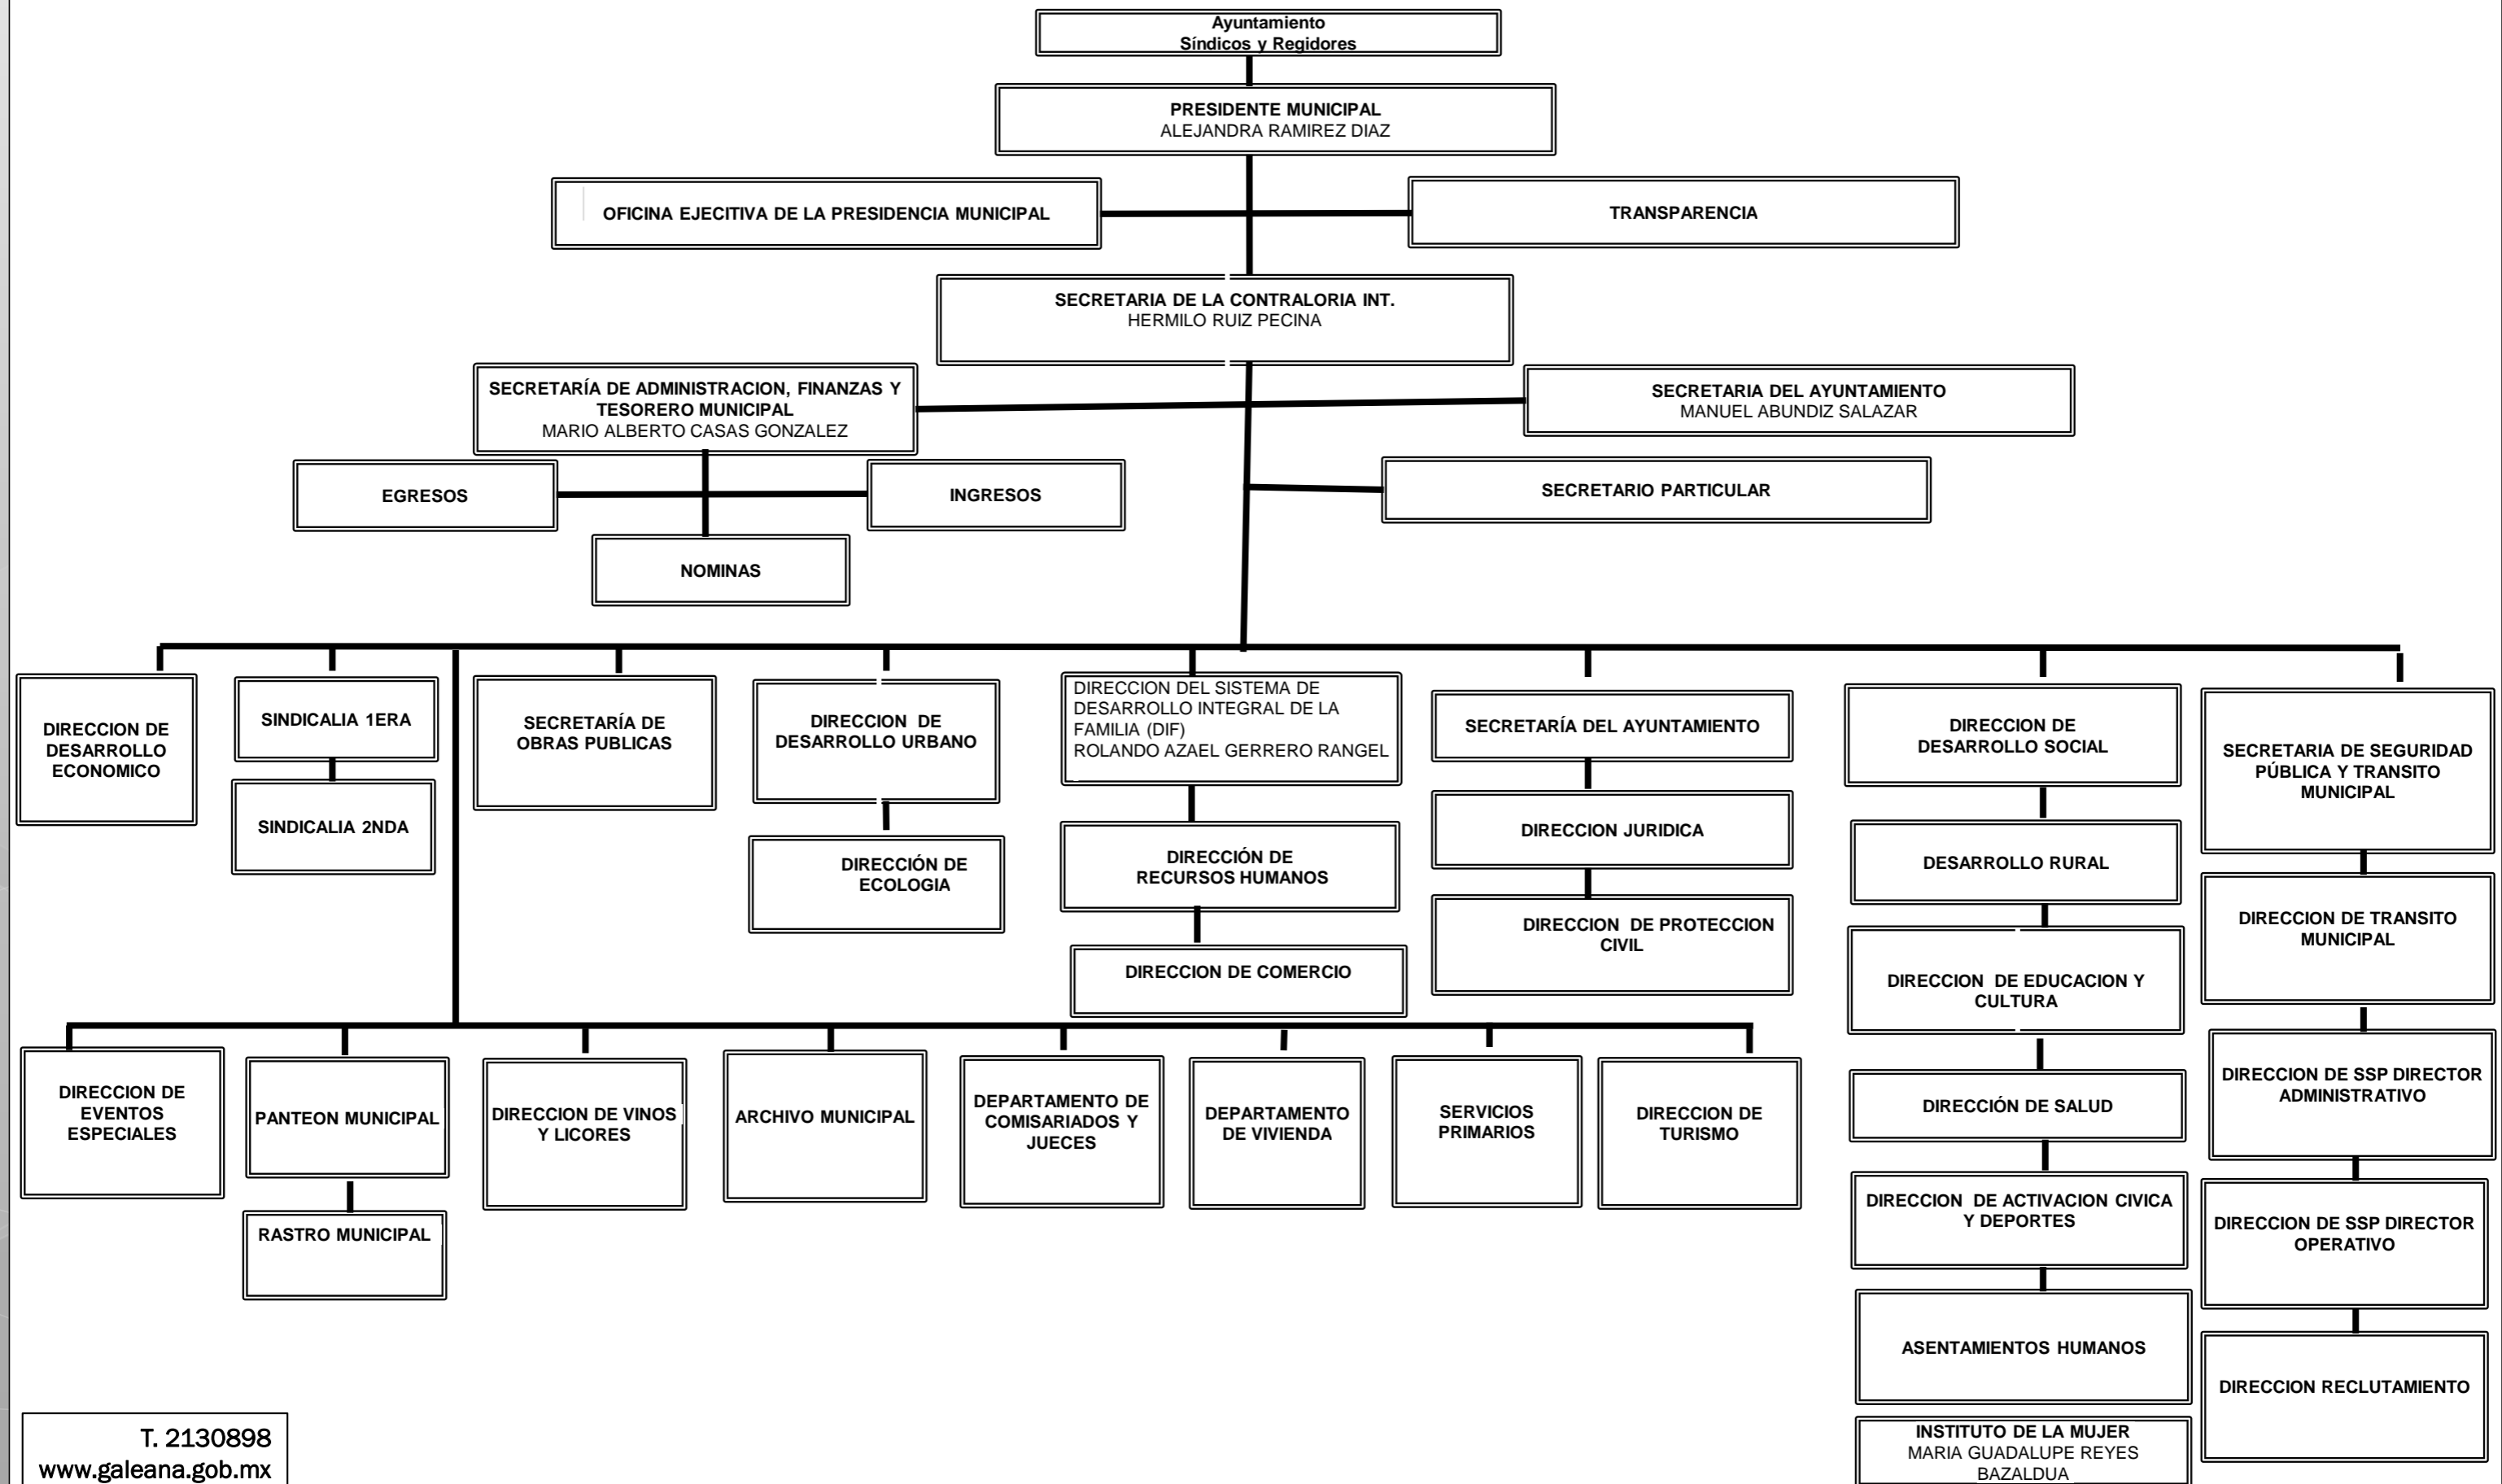 Ayuntamiento
Síndicos y Regidores
PRESIDENTE MUNICIPAL
ALEJANDRA RAMIREZ DIAZ
OFICINA EJECITIVA DE LA PRESIDENCIA MUNICIPAL
TRANSPARENCIA
SECRETARIA DE LA CONTRALORIA INT.
HERMILO RUIZ PECINA
SECRETARÍA DE ADMINISTRACION, FINANZAS Y
TESORERO MUNICIPAL
MARIO ALBERTO CASAS GONZALEZ
SECRETARIA DEL AYUNTAMIENTO
MANUEL ABUNDIZ SALAZAR
EGRESOS
INGRESOS
SECRETARIO PARTICULAR
NOMINAS
DIRECCION DE
DESARROLLO
ECONOMICO
SINDICALIA 1ERA
SINDICALIA 2NDA
SECRETARÍA DE
OBRAS PUBLICAS
DIRECCION DE
DESARROLLO URBANO
DIRECCIÓN DE
ECOLOGIA
DIRECCION DEL SISTEMA DE
DESARROLLO INTEGRAL DE LA
FAMILIA (DIF)
ROLANDO AZAEL GERRERO RANGEL
DIRECCIÓN DE
RECURSOS HUMANOS
DIRECCION DE COMERCIO
SECRETARÍA DEL AYUNTAMIENTO
DIRECCION JURIDICA
DIRECCION DE PROTECCION
CIVIL
DIRECCION DE
DESARROLLO SOCIAL
DESARROLLO RURAL
DIRECCION DE EDUCACION Y
CULTURA
DIRECCIÓN DE SALUD
DIRECCION DE ACTIVACION CIVICA
Y DEPORTES
ASENTAMIENTOS HUMANOS
INSTITUTO DE LA MUJER
MARIA GUADALUPE REYES
BAZALDUA
SECRETARIA DE SEGURIDAD
PÚBLICA Y TRANSITO
MUNICIPAL
DIRECCION DE TRANSITO
MUNICIPAL
DIRECCION DE SSP DIRECTOR
ADMINISTRATIVO
DIRECCION DE SSP DIRECTOR
OPERATIVO
DIRECCION RECLUTAMIENTO
DIRECCION DE
EVENTOS
ESPECIALES
PANTEON MUNICIPAL
RASTRO MUNICIPAL
DIRECCION DE VINOS
Y LICORES
ARCHIVO MUNICIPAL
DEPARTAMENTO DE
COMISARIADOS Y
JUECES
DEPARTAMENTO
DE VIVIENDA
SERVICIOS
PRIMARIOS
DIRECCION DE
TURISMO
T. 2130898
www.galeana.gob.mx